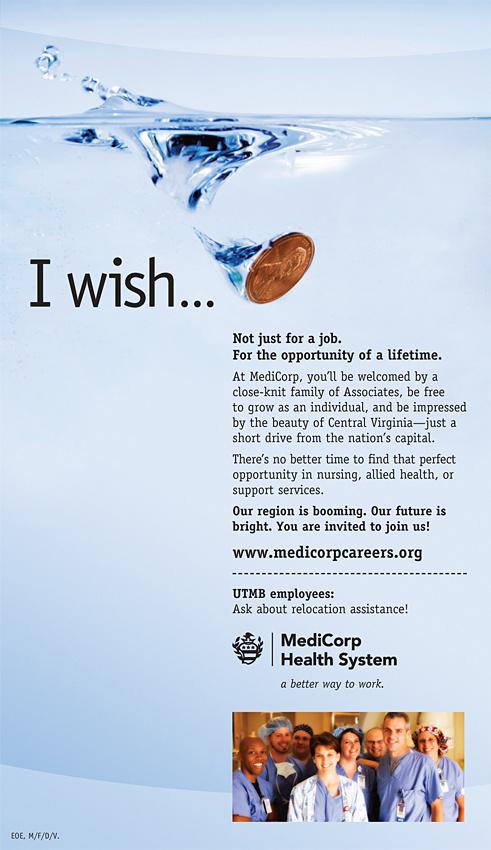 I wish...
Not just for a job.
For the opportunity of a lifetime.
At MediCorp, you'll be welcomed by a
close-knit family of Associates, be free
to grow as an individual, and be impressed
by the beauty of Central Virginia—just a
short drive from the nation's capital.
There's no better time to find that perfect
opportunity in nursing, allied health, or
support services.
Our region is booming. Our future is
bright. You are invited to join us!
www.medicorpcareers.org
UTMB employees:
Ask about relocation assistance!
MediCorp
Health System
a better way to work.
EOE, M/F/D/V.